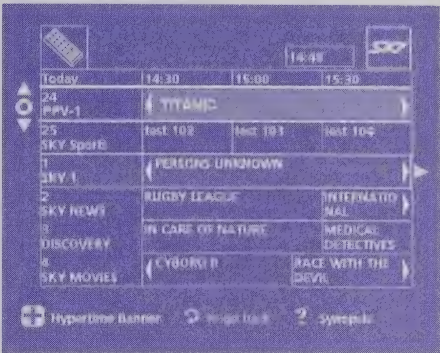 14:48
sky
Today 14:30 15:00 15:30
24
PPV-1
TITANIC
25
SKY Sports
test 102 test 103 test 104
1
SKY 1
PERSONS UNKNOWN
2
SKY NEWS
RUGBY LEAGUE
INTERNATIO
NAL
3
DISCOVERY
IN CARE OF NATURE
MEDICAL
DETECTIVES
4
SKY MOVIES
CYBORG II
RACE WITH THE
DEVIL
Hypertime Banner
? Synopsis